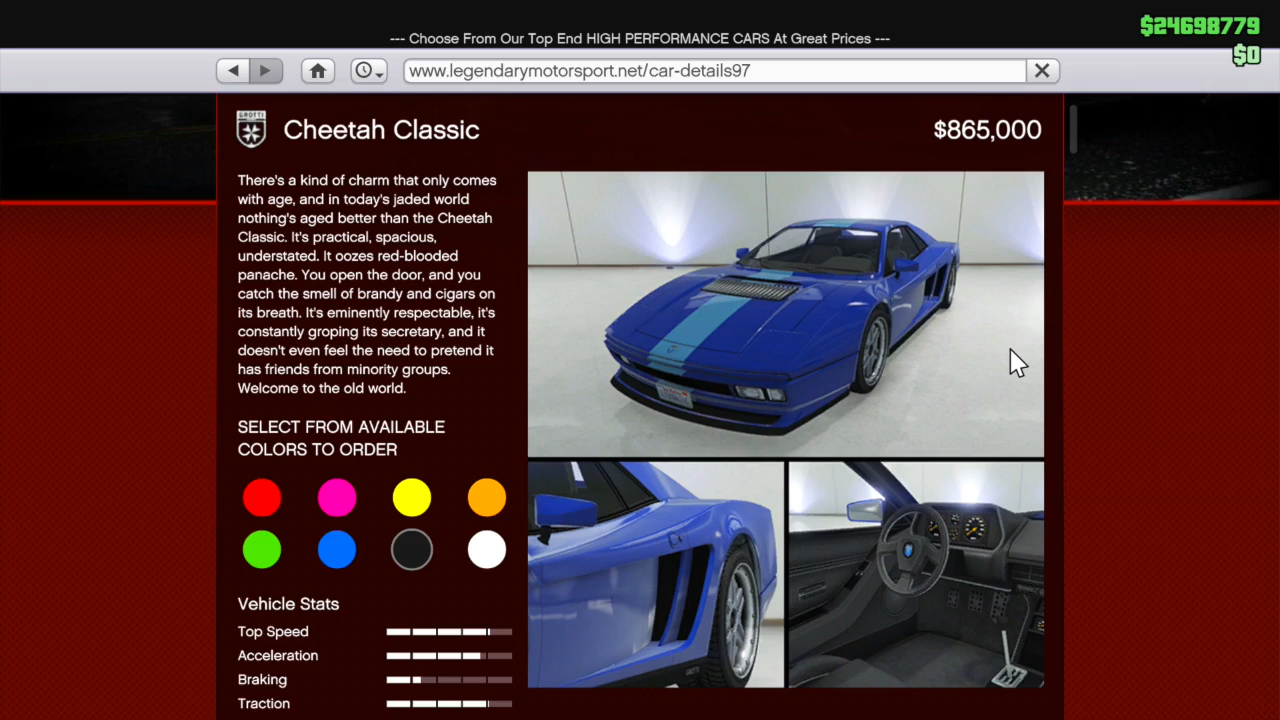 $24698779
--- Choose From Our Top End HIGH PERFORMANCE CARS At Great Prices ---
$0
www.legendarymotorsport.net/car-details97
GROTTI
Cheetah Classic
$865,000
There's a kind of charm that only comes
with age, and in today's jaded world
nothing's aged better than the Cheetah
Classic. It's practical, spacious,
understated. It oozes red-blooded
panache. You open the door, and you
catch the smell of brandy and cigars on
its breath. It's eminently respectable, it's
constantly groping its secretary, and it
doesn't even feel the need to pretend it
has friends from minority groups.
Welcome to the old world.
SELECT FROM AVAILABLE
COLORS TO ORDER
Vehicle Stats
Top Speed
Acceleration
Braking
Traction